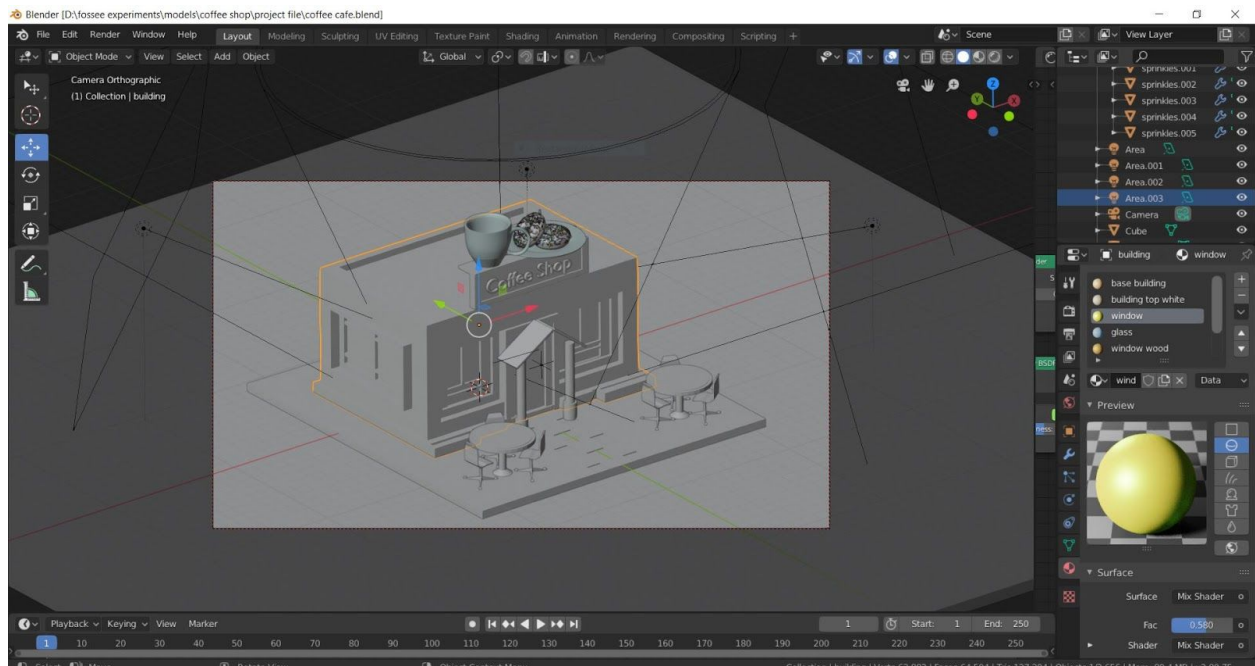 Blender [D:\fossee experiments\models\coffee shop\project file\coffee cafe.blend]
File Edit Render Window Help Layout Modeling Sculpting UV Editing Texture Paint Shading Animation Rendering Compositing Scripting + Scene View Layer
Object Mode View Select Add Object Global
Camera Orthographic
(1) Collection | building
Z
Y
X
Coffee Shop
sprinkles.001
sprinkles.002
sprinkles.003
sprinkles.004
sprinkles.005
Area
Area.001
Area.002
Area.003
Camera
Cube
building window
base building
building top white
window
glass
window wood
wind Data
Preview
Surface
Surface Mix Shader
Fac 0.580
Shader Mix Shader
Playback Keying View Marker 1 Start: 1 End: 250
1 10 20 30 40 50 60 70 80 90 100 110 120 130 140 150 160 170 180 190 200 210 220 230 240 250